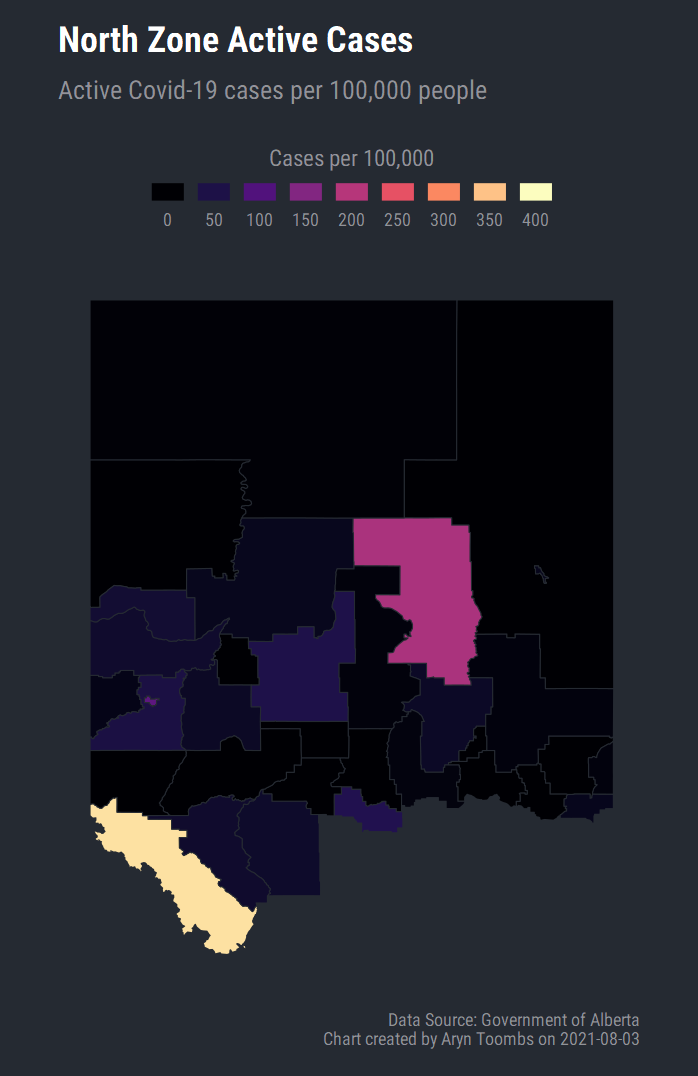 North Zone Active Cases
Active Covid-19 cases per 100,000 people
Cases per 100,000
0 50 100 150 200 250 300 350 400
Data Source: Government of Alberta
Chart created by Aryn Toombs on 2021-08-03